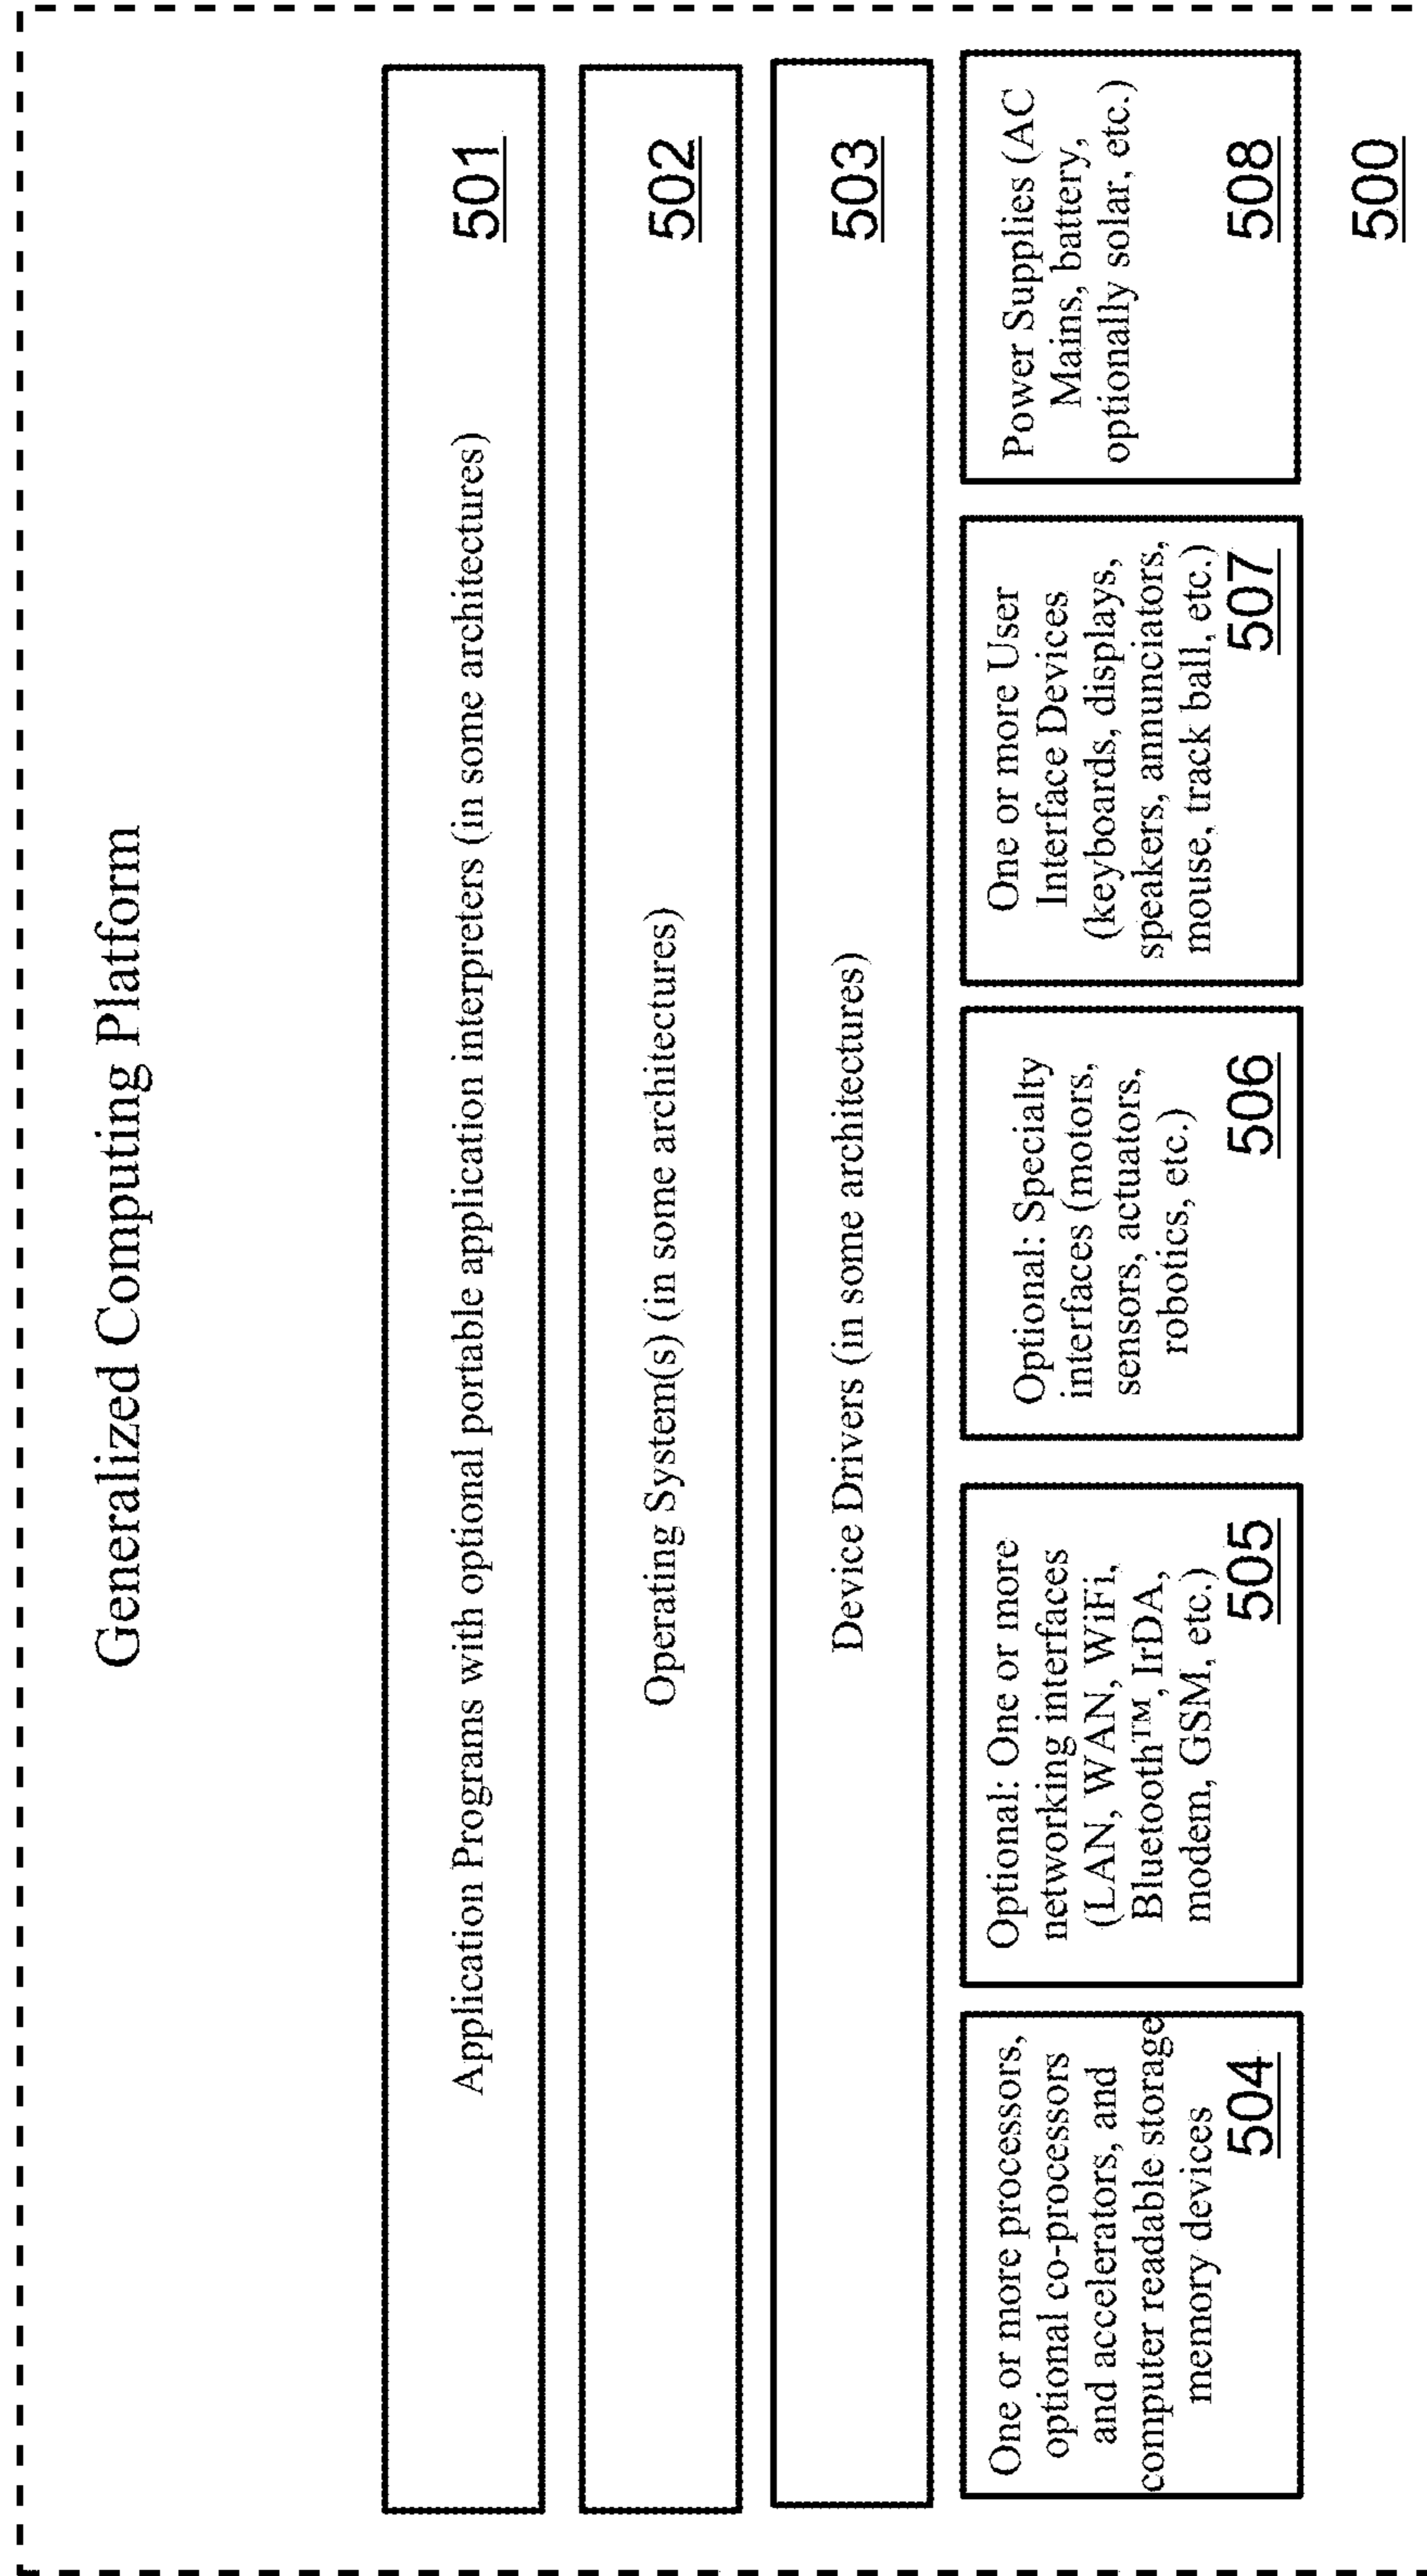 Generalized Computing Platform
Application Programs with optional portable application interpreters (in some architectures)
501
Operating System(s) (in some architectures)
502
Device Drivers (in some architectures)
503
One or more processors,
optional co-processors
and accelerators, and
computer readable storage
memory devices
504
Optional: One or more
networking interfaces
(LAN, WAN, WiFi,
Bluetooth™, IrDA,
modem, GSM, etc.)
505
Optional: Specialty
interfaces (motors,
sensors, actuators,
robotics, etc.)
506
One or more User
Interface Devices
(keyboards, displays,
speakers, annunciators,
mouse, track ball, etc.)
507
Power Supplies (AC
Mains, battery,
optionally solar, etc.)
508
500